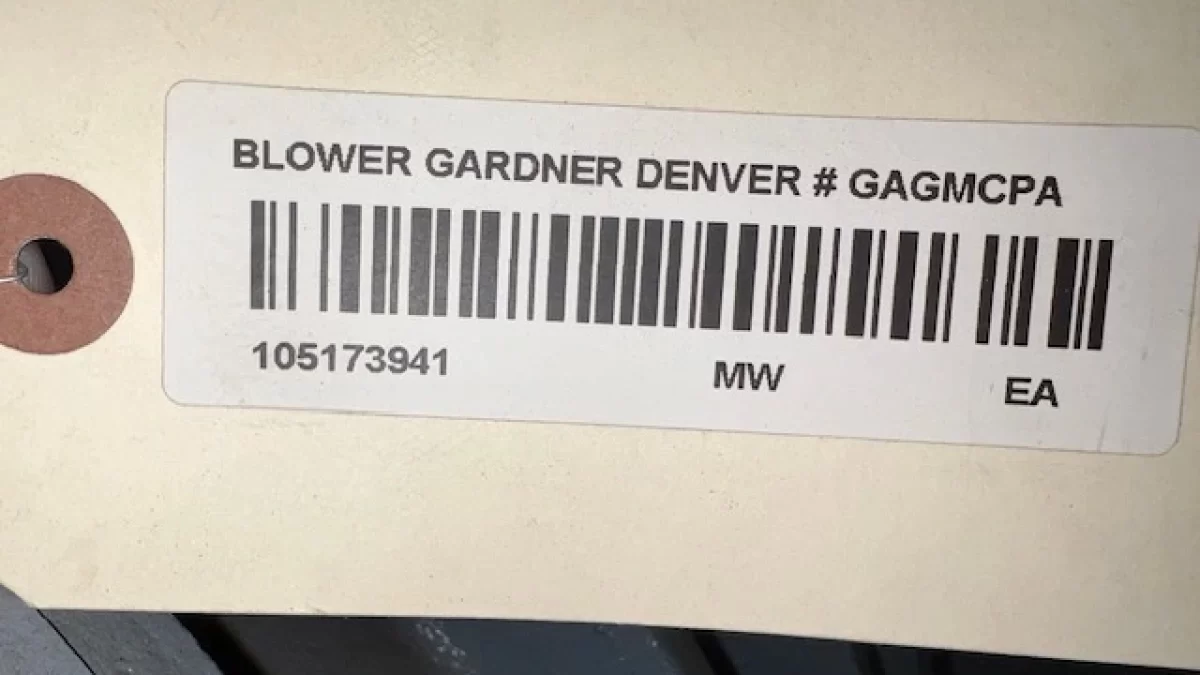 BLOWER GARDNER DENVER # GAGMCPA
105173941 MW EA